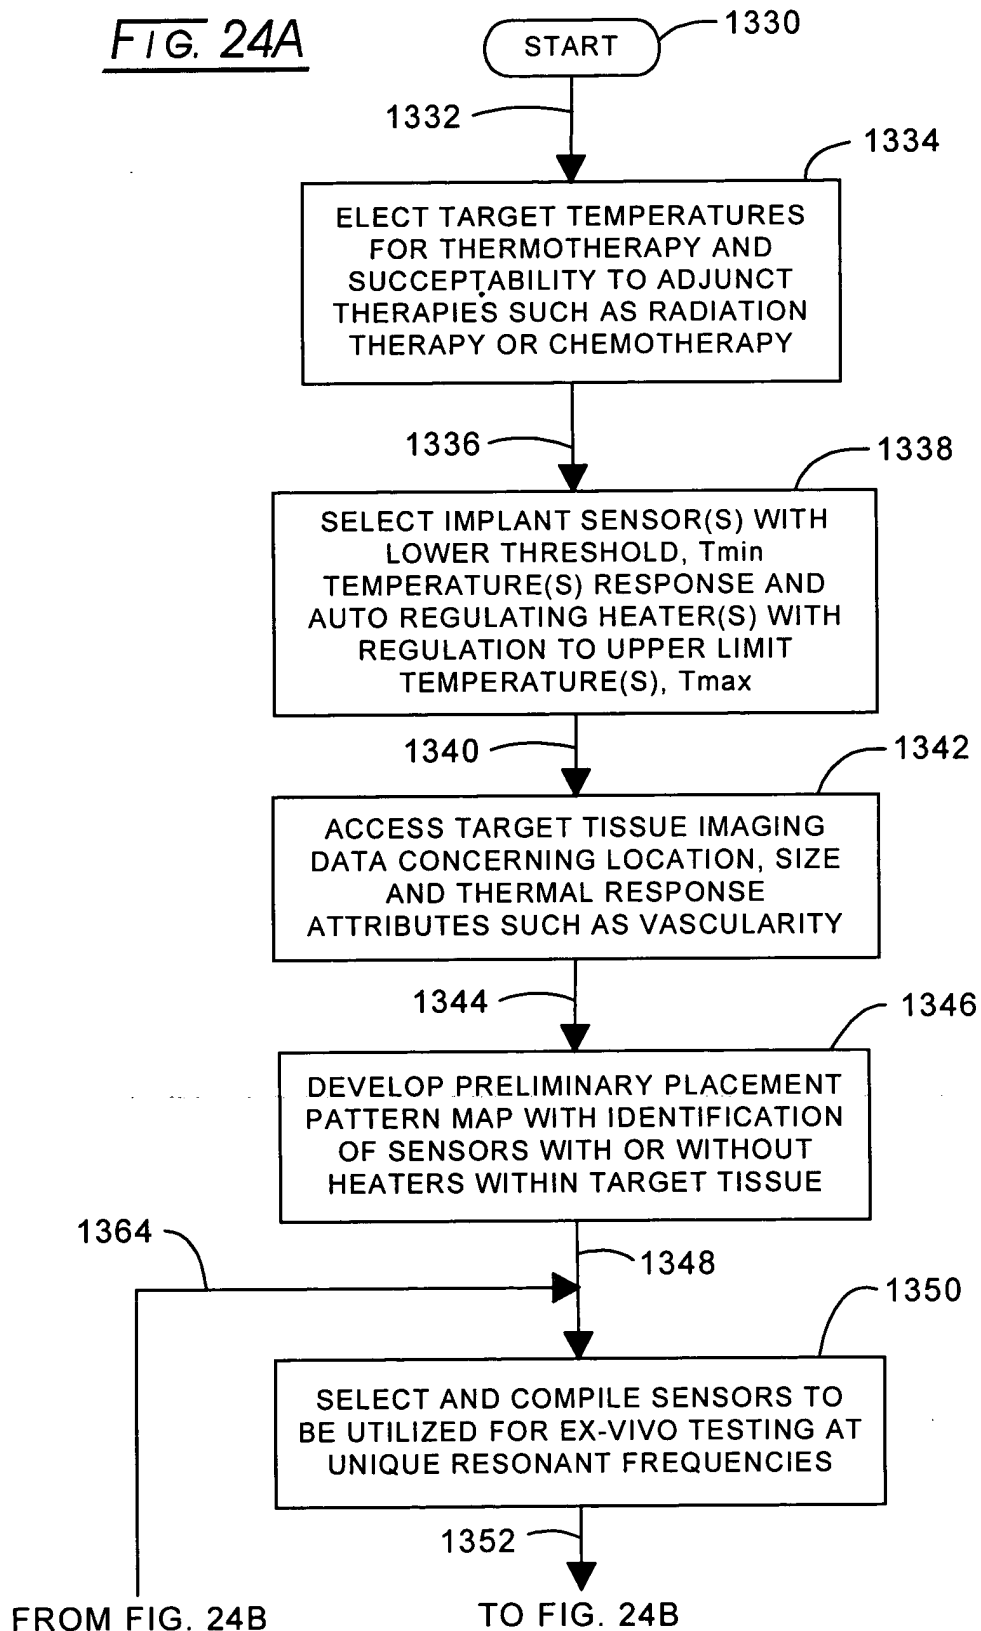 FIG. 24A
START
1330
1332
1334
ELECT TARGET TEMPERATURES
FOR THERMOTHERAPY AND
SUCCEPTABILITY TO ADJUNCT
THERAPIES SUCH AS RADIATION
THERAPY OR CHEMOTHERAPY
1336
1338
SELECT IMPLANT SENSOR(S) WITH
LOWER THRESHOLD, Tmin
TEMPERATURE(S) RESPONSE AND
AUTO REGULATING HEATER(S) WITH
REGULATION TO UPPER LIMIT
TEMPERATURE(S), Tmax
1340
1342
ACCESS TARGET TISSUE IMAGING
DATA CONCERNING LOCATION, SIZE
AND THERMAL RESPONSE
ATTRIBUTES SUCH AS VASCULARITY
1344
1346
DEVELOP PRELIMINARY PLACEMENT
PATTERN MAP WITH IDENTIFICATION
OF SENSORS WITH OR WITHOUT
HEATERS WITHIN TARGET TISSUE
1364
1348
1350
SELECT AND COMPILE SENSORS TO
BE UTILIZED FOR EX-VIVO TESTING AT
UNIQUE RESONANT FREQUENCIES
1352
FROM FIG. 24B
TO FIG. 24B